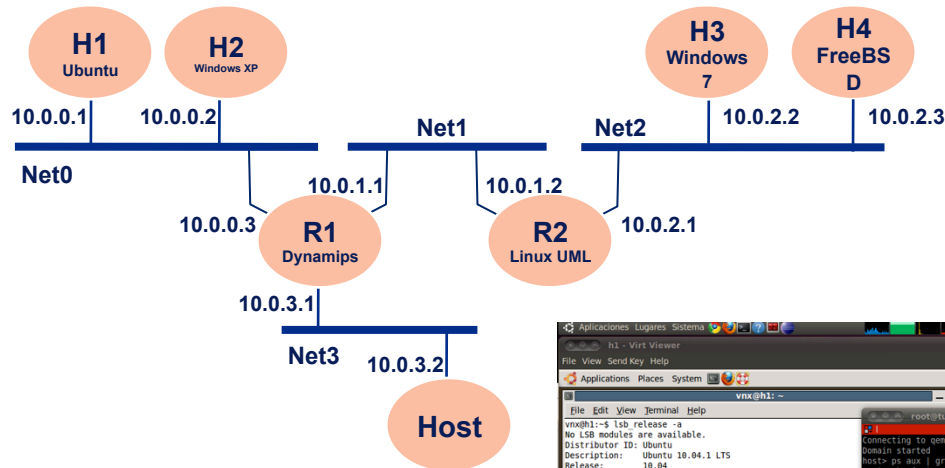 H1
Ubuntu
H2
Windows XP
H3
Windows
7
H4
FreeBS
D
10.0.0.1
10.0.0.2
10.0.2.2
10.0.2.3
Net1
Net2
Net0
10.0.1.1
10.0.1.2
10.0.0.3
10.0.2.1
R1
Dynamips
R2
Linux UML
10.0.3.1
Net3
10.0.3.2
Host
Aplicaciones Lugares Sistema
h1 - Virt Viewer
File View Send Key Help
Applications Places System
vnx@h1: ~
File Edit View Terminal Help
vnx@h1:~$ lsb_release -a
No LSB modules are available.
Distributor ID: Ubuntu
Description: Ubuntu 10.04.1 LTS
Release: 10.04
Connecting to qem
Domain started
host> ps aux | gr